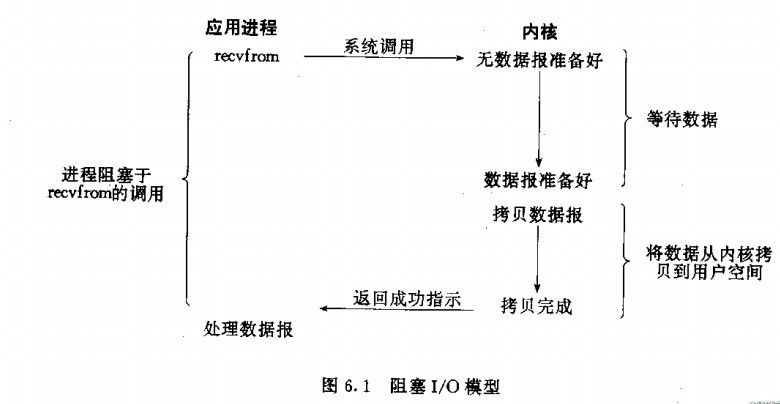 应用进程
内核
recvfrom
系统调用
无数据报准备好
等待数据
进程阻塞于
recvfrom的调用
数据报准备好
拷贝数据报
将数据从内核拷
贝到用户空间
返回成功指示
拷贝完成
处理数据报
图 6.1 阻塞 I/O 模型